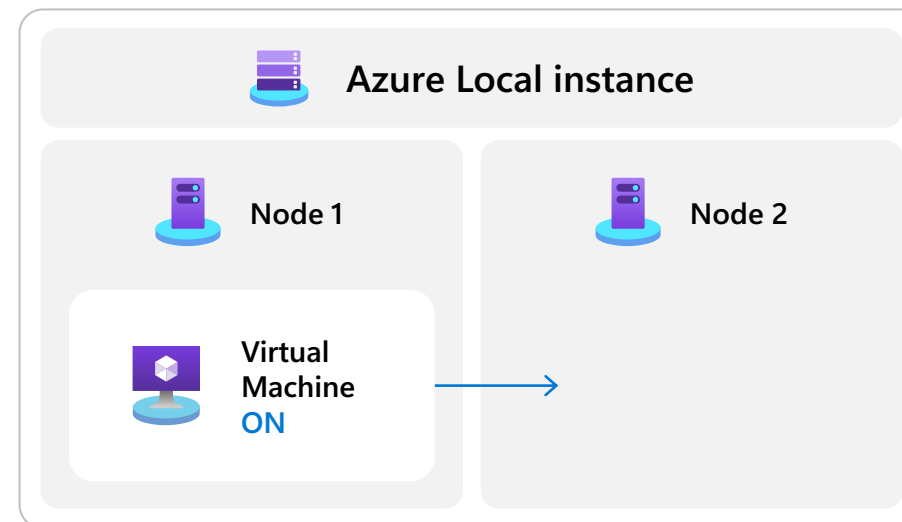 Azure Local instance
Node 1
Node 2
Virtual
Machine
ON